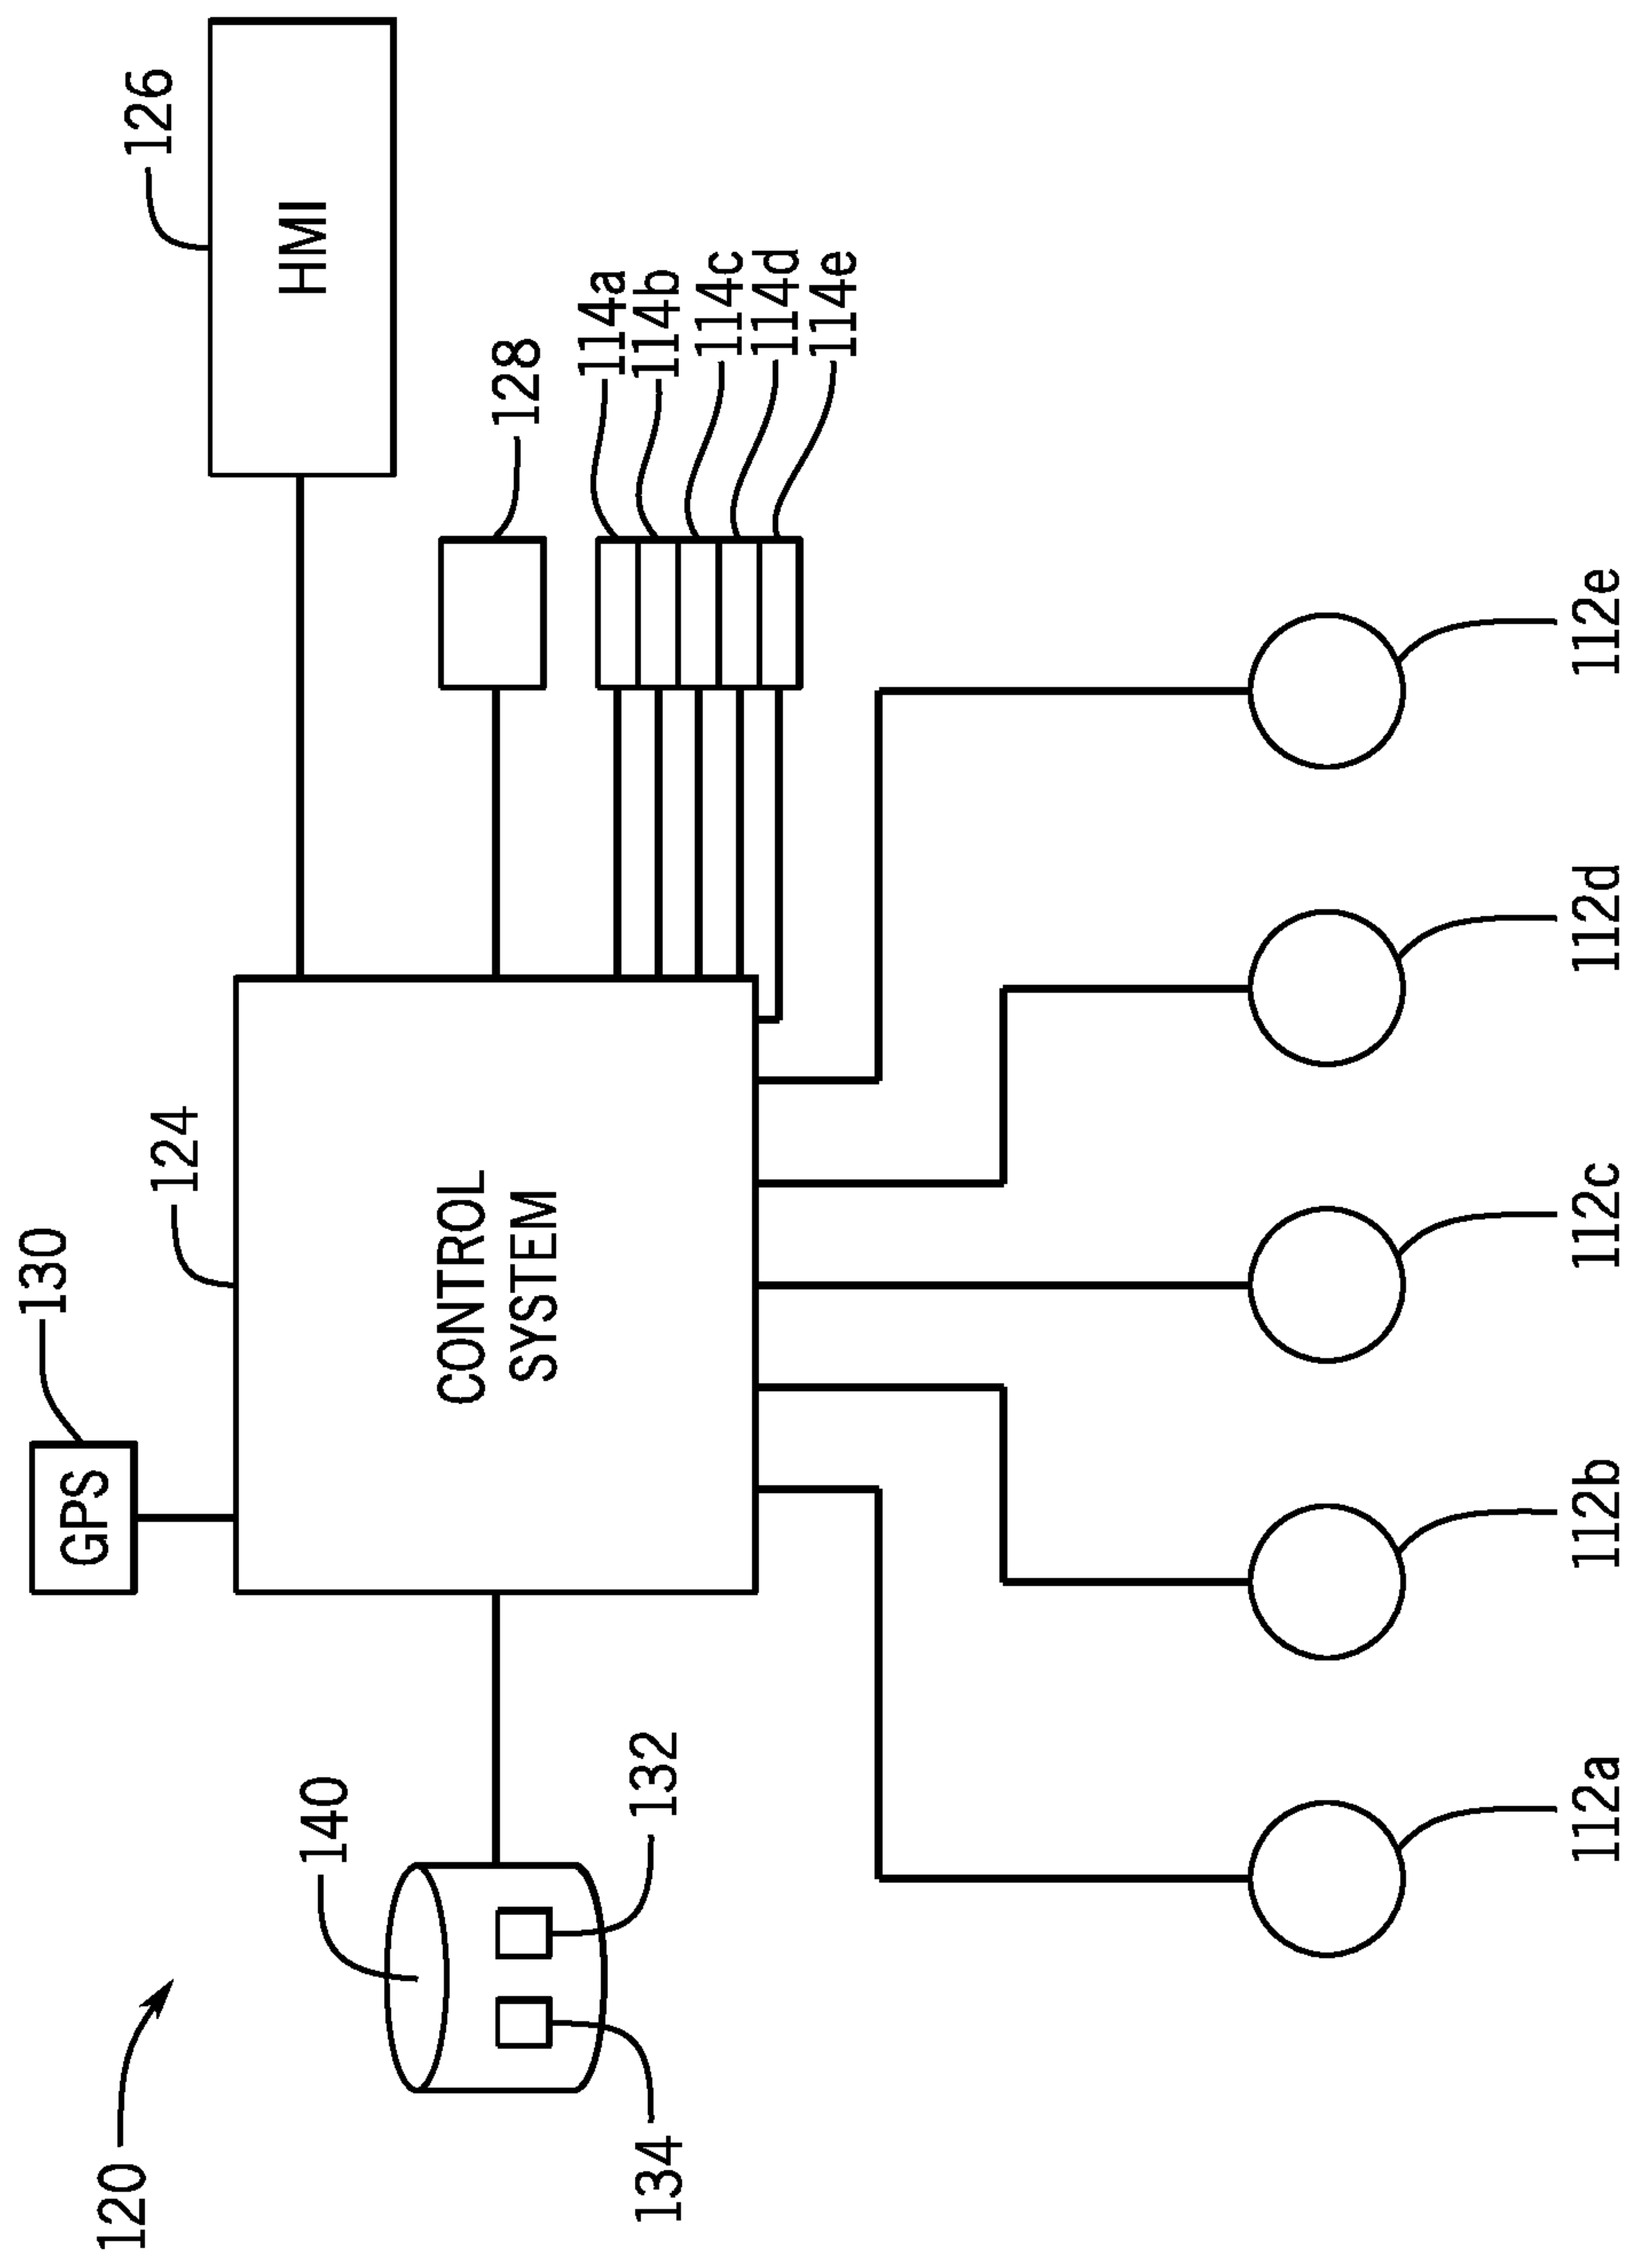 120
130
GPS
124
126
HMI
140
CONTROL
SYSTEM
128
134
132
114a
114b
114c
114d
114e
112a
112b
112c
112d
112e